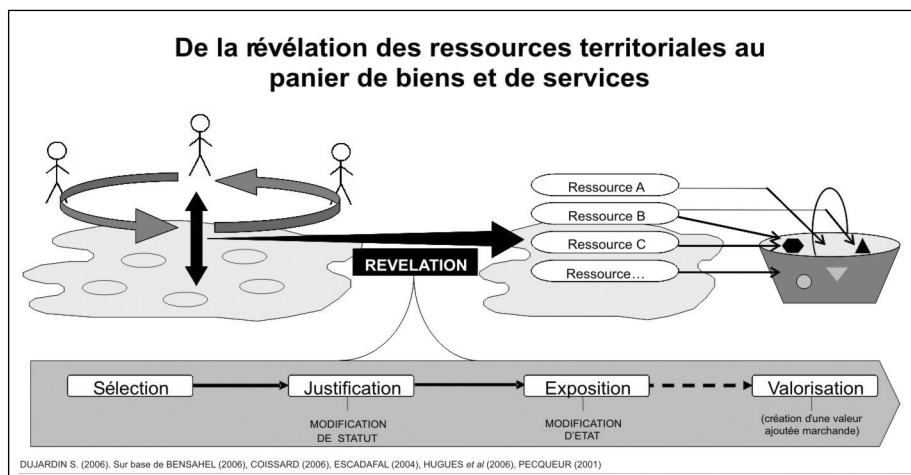 De la révélation des ressources territoriales au
panier de biens et de services
Ressource A
Ressource B
Ressource C
Ressource...
REVELATION
Sélection
Justification
Exposition
Valorisation
MODIFICATION
DE STATUT
MODIFICATION
D'ETAT
(création d'une valeur
ajoutée marchande)
DUJARDIN S. (2006). Sur base de BENSAHEL (2006), COISSARD (2006), ESCADAFAL (2004), HUGUES et al (2006), PECQUEUR (2001)